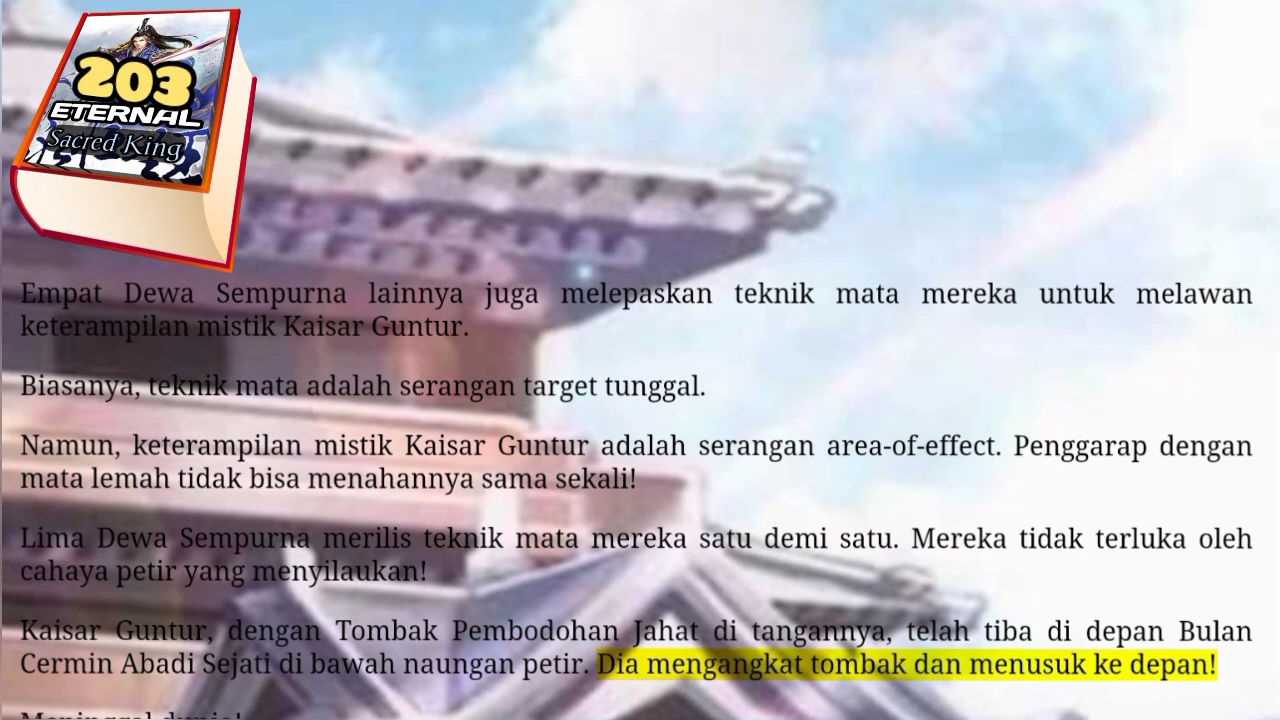 203
ETERNAL
Sacred King
Empat Dewa Sempurna lainnya juga melepaskan teknik mata mereka untuk melawan
keterampilan mistik Kaisar Guntur.
Biasanya, teknik mata adalah serangan target tunggal.
Namun, keterampilan mistik Kaisar Guntur adalah serangan area-of-effect. Penggarap dengan
mata lemah tidak bisa menahannya sama sekali!
Lima Dewa Sempurna merilis teknik mata mereka satu demi satu. Mereka tidak terluka oleh
cahaya petir yang menyilaukan!
Kaisar Guntur, dengan Tombak Pembodohan Jahat di tangannya, telah tiba di depan Bulan
Cermin Abadi Sejati di bawah naungan petir. Dia mengangkat tombak dan menusuk ke depan!
Meninggal dunia!